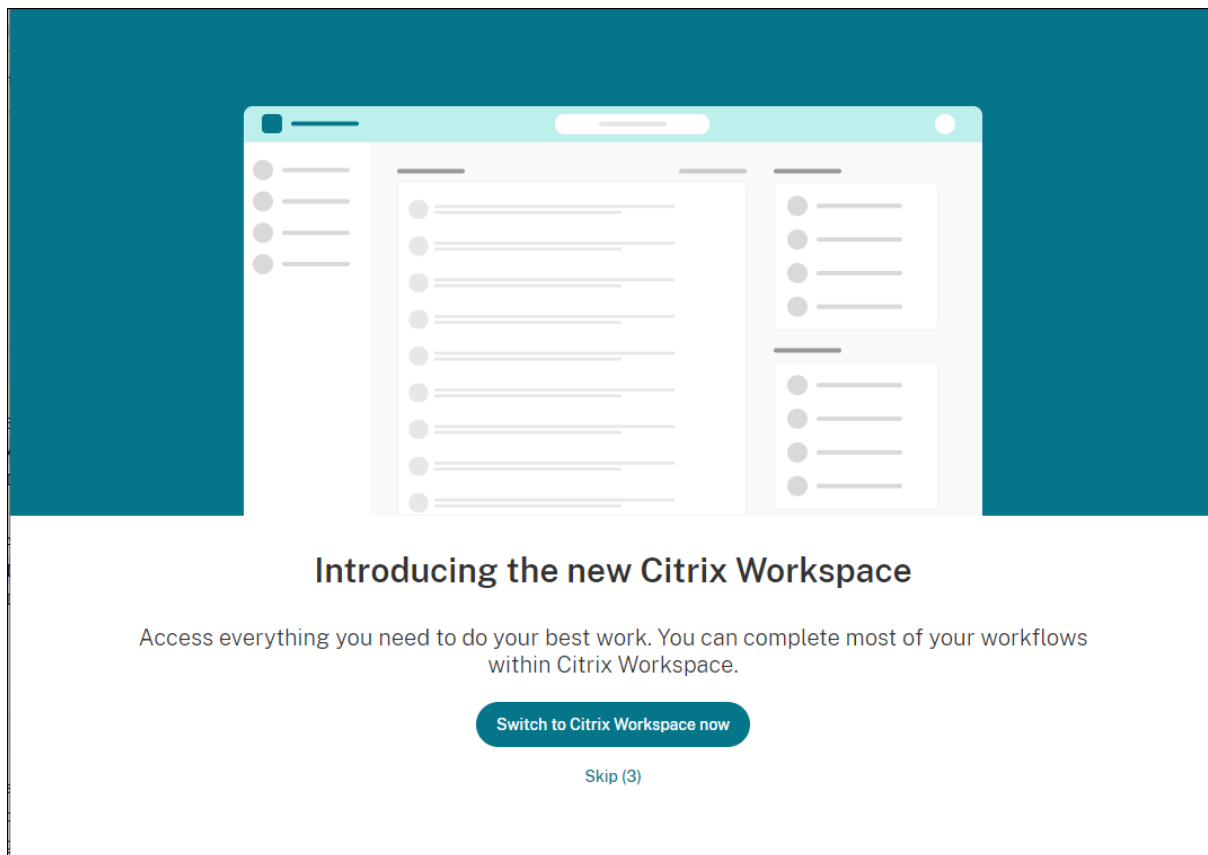 Introducing the new Citrix Workspace
Access everything you need to do your best work. You can complete most of your workflows
within Citrix Workspace.
Switch to Citrix Workspace now
Skip (3)